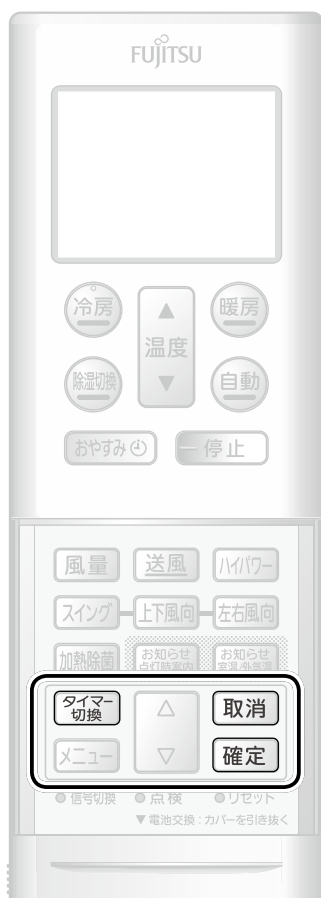 FUJITSU
冷房 ▲ 暖房
温度
除湿切換 ▼ 自動
おやすみ 停止
風量 送風 ハイパワー
スイング 上下風向 左右風向
加熱除菌 お知らせ 点灯時案内 お知らせ 室温/外気温
タイマー切換 △ 取消
メニュー ▽ 確定
信号切換 点検 リセット
▼電池交換：カバーを引き抜く